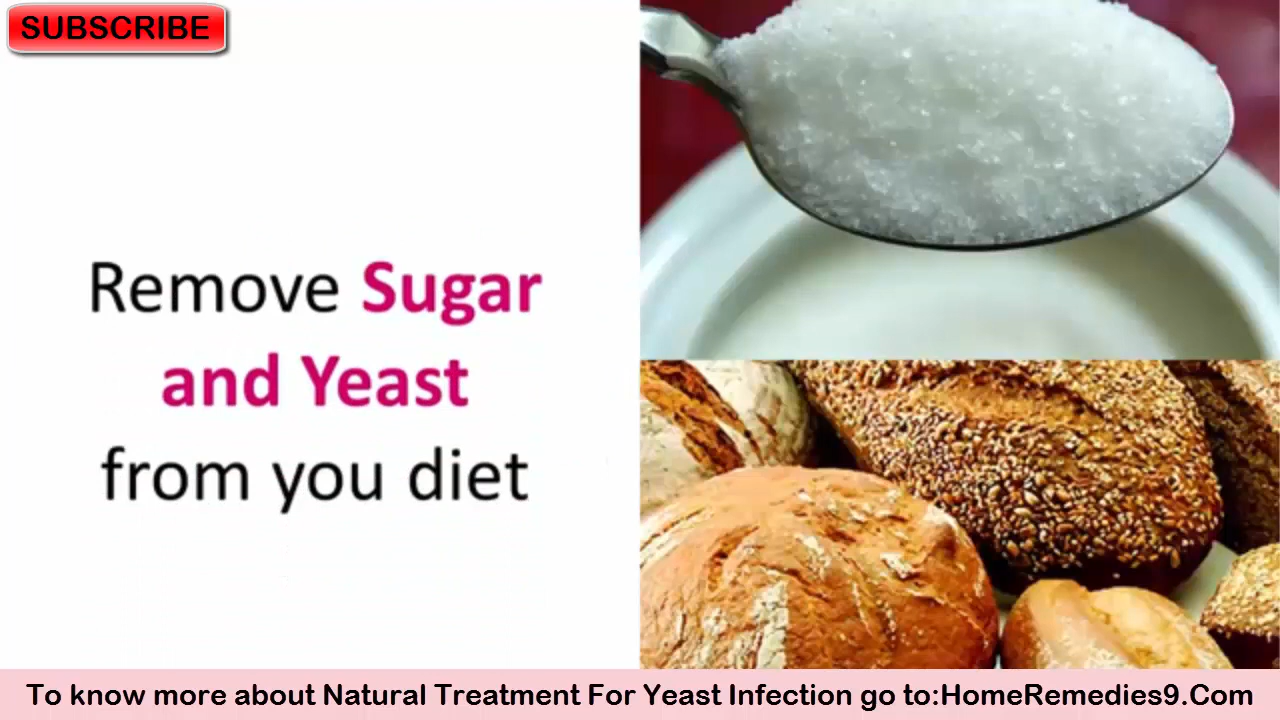 SUBSCRIBE
Remove Sugar
and Yeast
from you diet
To know more about Natural Treatment For Yeast Infection go to:HomeRemedies9.Com